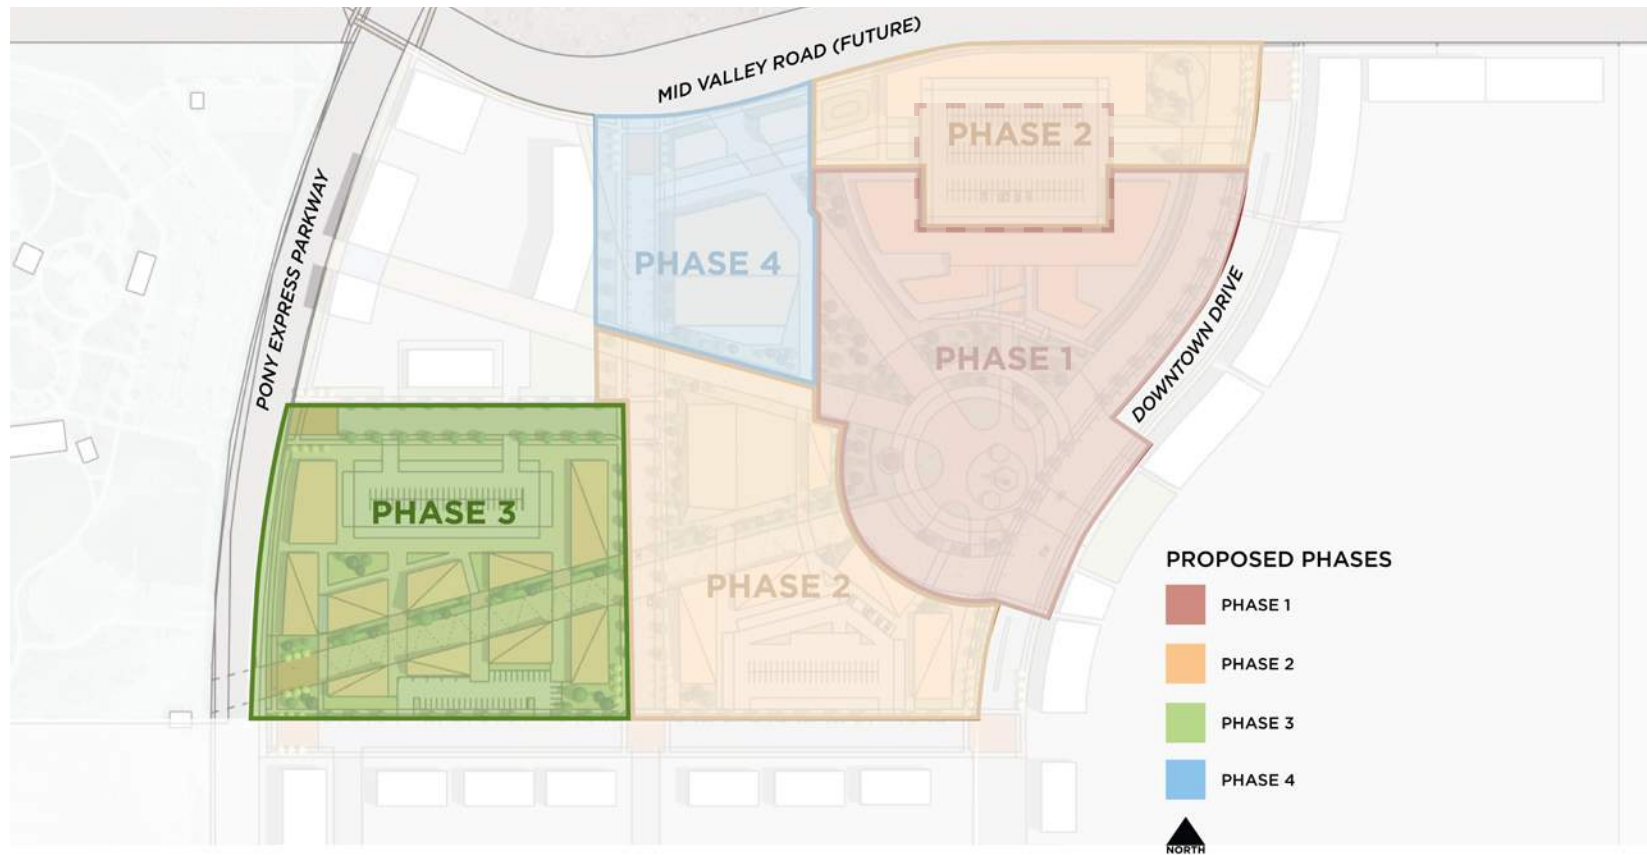 MID VALLEY ROAD (FUTURE)
PHASE 2
PONY EXPRESS PARKWAY
PHASE 4
DOWNTOWN DRIVE
PHASE 1
PHASE 3
PHASE 2
PROPOSED PHASES
PHASE 1
PHASE 2
PHASE 3
PHASE 4
NORTH